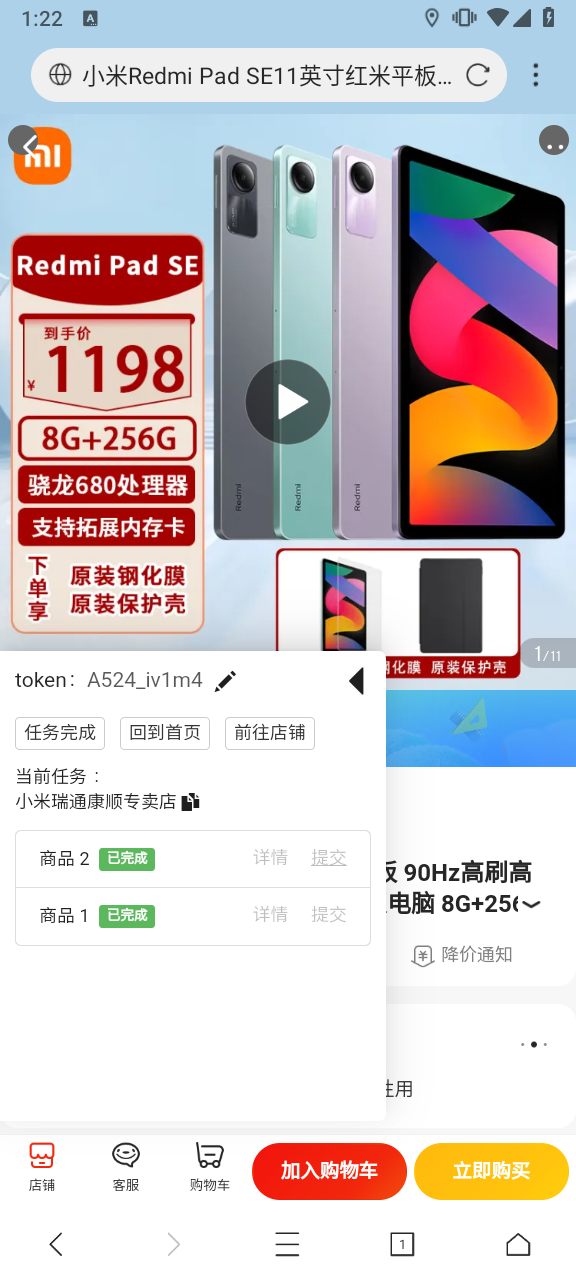 1:22
A
小米Redmi Pad SE11英寸红米平板...
Redmi Pad SE
到手价
¥1198
8G+256G
骁龙680处理器
支持拓展内存卡
下单享
原装钢化膜
原装保护壳
Redmi
Redmi
Redmi
化膜 原装保护壳
1/11
token: A524_iv1m4
任务完成 回到首页 前往店铺
当前任务：
小米瑞通康顺专卖店
商品 2 已完成 详情 提交
商品 1 已完成 详情 提交
90Hz高刷高
电脑 8G+256
降价通知
用
店铺
客服
购物车
加入购物车
立即购买
1